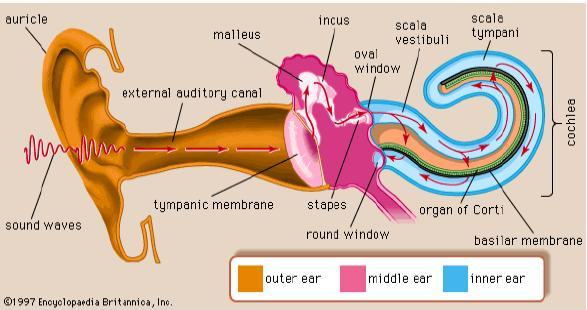 auricle
malleus
incus
scala
vestibuli
scala
tympani
oval
window
external auditory canal
cochlea
sound waves
tympanic membrane
stapes
round window
organ of Corti
basilar membrane
outer ear
middle ear
inner ear
©1997 Encyclopaedia Britannica, Inc.